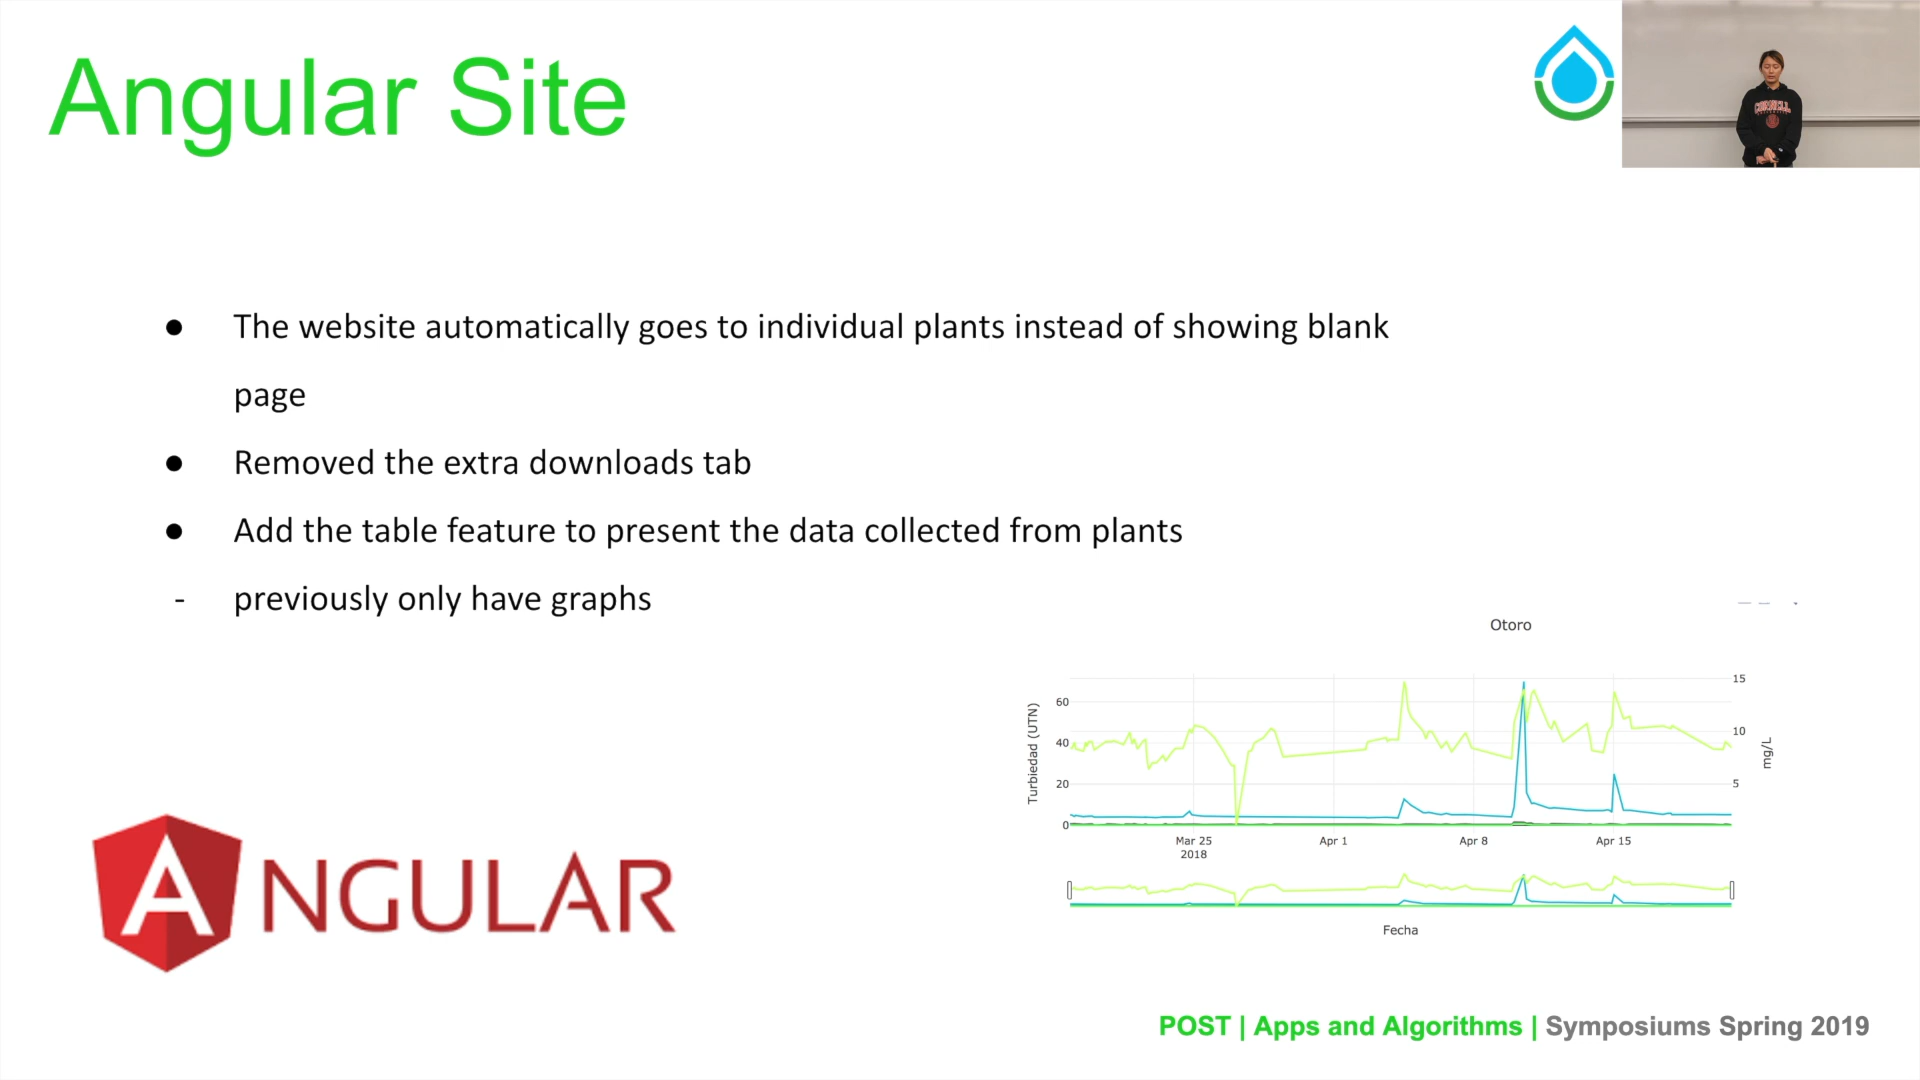 Angular Site
CORNELL
● The website automatically goes to individual plants instead of showing blank
page
● Removed the extra downloads tab
● Add the table feature to present the data collected from plants
- previously only have graphs
Otoro
Turbiedad (UTN)
60
40
20
0
15
10
5
mg/L
Mar 25
2018
Apr 1
Apr 8
Apr 15
Fecha
ANGULAR
POST | Apps and Algorithms | Symposiums Spring 2019